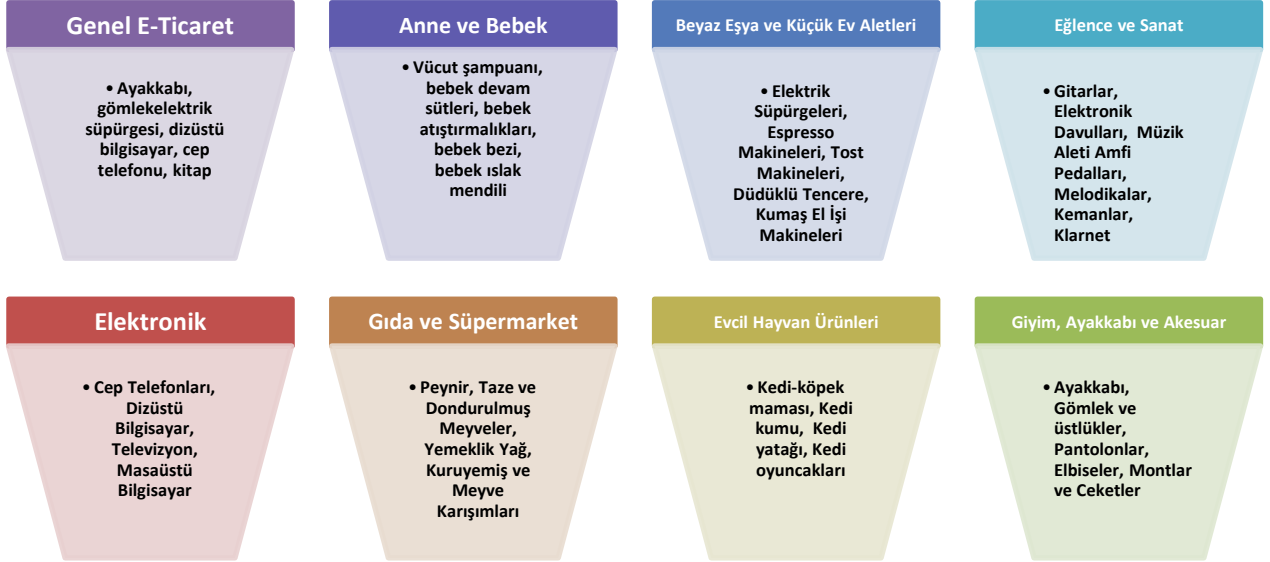 Genel E-Ticaret
• Ayakkabı,
gömlekelektrik
süpürgesi, dizüstü
bilgisayar, cep
telefonu, kitap
Anne ve Bebek
• Vücut şampuanı,
bebek devam
sütleri, bebek
atıştırmalıkları,
bebek bezi,
bebek ıslak
mendili
Beyaz Eşya ve Küçük Ev Aletleri
• Elektrik
Süpürgeleri,
Espresso
Makineleri, Tost
Makineleri,
Düdüklü Tencere,
Kumaş El İşi
Makineleri
Eğlence ve Sanat
• Gitarlar,
Elektronik
Davulları, Müzik
Aleti Amfi
Pedalları,
Melodikalar,
Kemanlar,
Klarnet
Elektronik
• Cep Telefonları,
Dizüstü
Bilgisayar,
Televizyon,
Masaüstü
Bilgisayar
Gıda ve Süpermarket
• Peynir, Taze ve
Dondurulmuş
Meyveler,
Yemeklik Yağ,
Kuruyemiş ve
Meyve
Karışımları
Evcil Hayvan Ürünleri
• Kedi-köpek
maması, Kedi
kumu, Kedi
yatağı, Kedi
oyuncakları
Giyim, Ayakkabı ve Akesuar
• Ayakkabı,
Gömlek ve
üstlükler,
Pantolonlar,
Elbiseler, Montlar
ve Ceketler